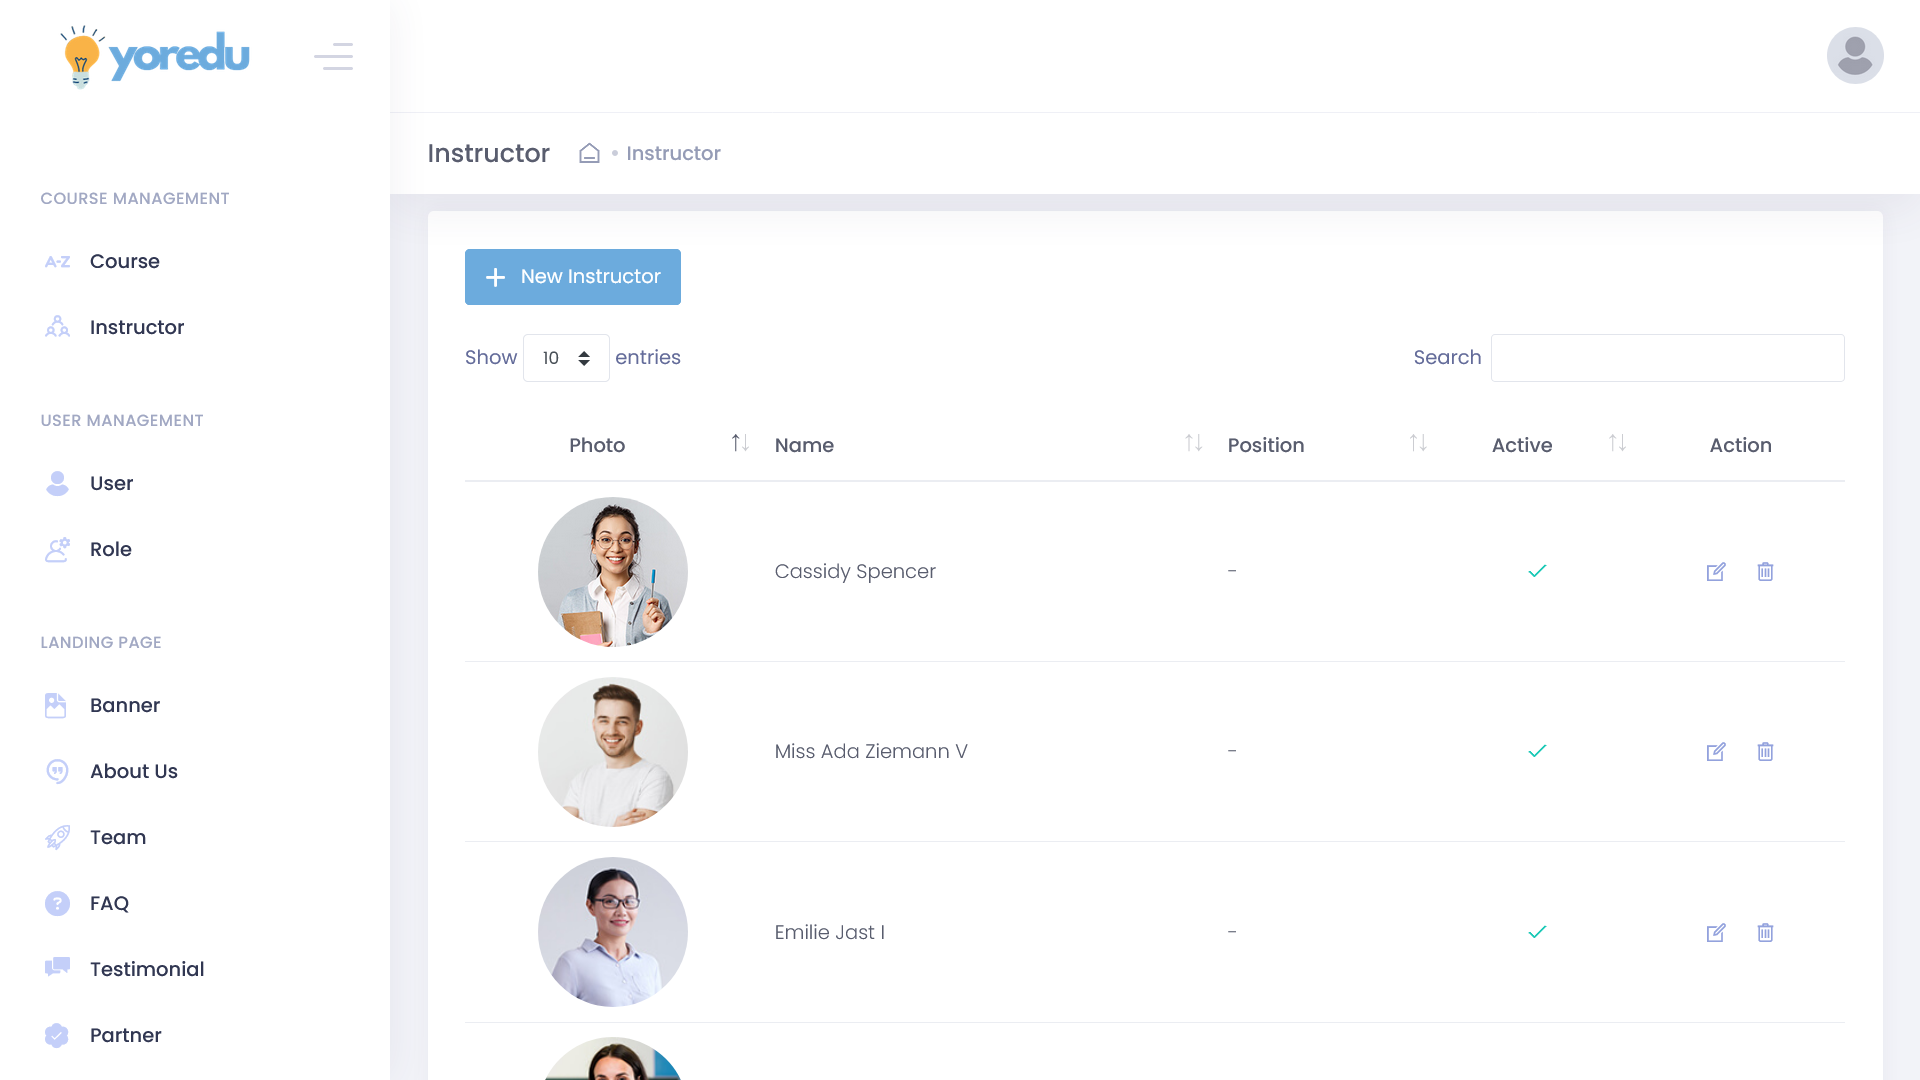 yoredu
Instructor
Instructor
COURSE MANAGEMENT
A-Z Course
Instructor
USER MANAGEMENT
User
Role
LANDING PAGE
Banner
About Us
Team
FAQ
Testimonial
Partner
New Instructor
Show 10 entries
Search
Photo Name Position Active Action
Cassidy Spencer -
Miss Ada Ziemann V -
Emilie Jast I -